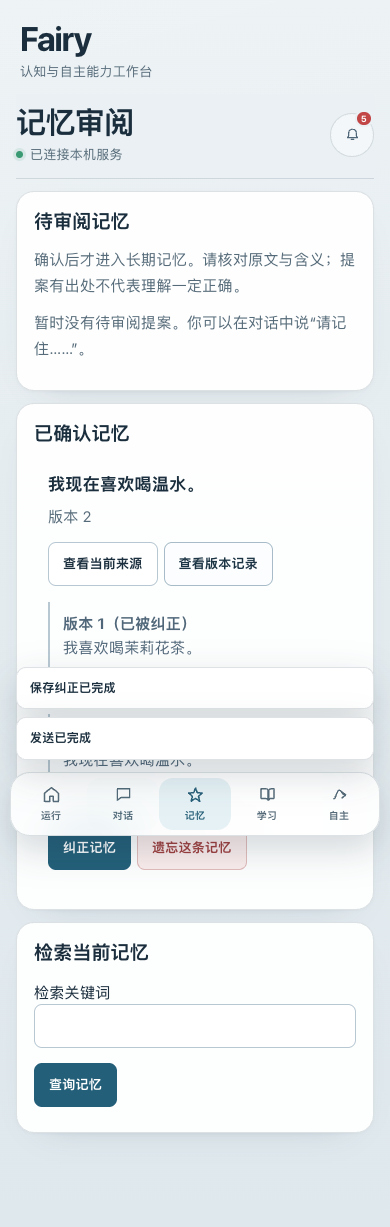 Fairy
认知与自主能力工作台
记忆审阅
5
已连接本机服务
待审阅记忆
确认后才进入长期记忆。请核对原文与含义；提
案有出处不代表理解一定正确。
暂时没有待审阅提案。你可以在对话中说“请记
住……”。
已确认记忆
我现在喜欢喝温水。
版本 2
查看当前来源
查看版本记录
版本 1（已被纠正）
我喜欢喝茉莉花茶。
保存纠正已完成
发送已完成
我现在喜欢喝温水。
运行
对话
记忆
学习
自主
纠正记忆
遗忘这条记忆
检索当前记忆
检索关键词
查询记忆